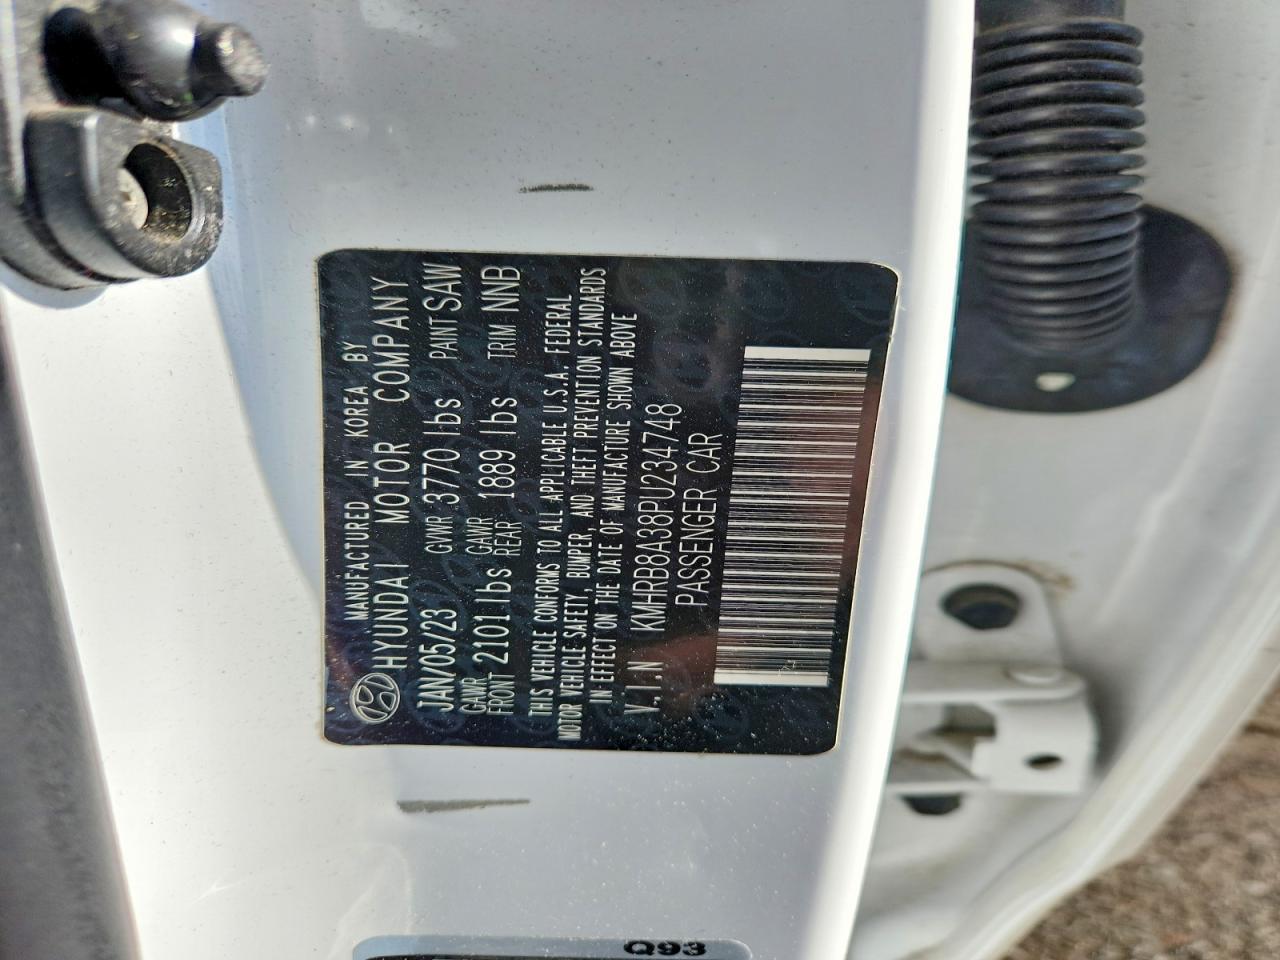 MANUFACTURED IN KOREA BY
HYUNDAI MOTOR COMPANY
JAN/05/23 GVWR 3770 lbs PAINT SAW
GAWR FRONT 2101 lbs GAWR REAR 1889 lbs TRIM NNB
THIS VEHICLE CONFORMS TO ALL APPLICABLE U.S.A. FEDERAL
MOTOR VEHICLE SAFETY, BUMPER, AND THEFT PREVENTION STANDARDS
IN EFFECT ON THE DATE OF MANUFACTURE SHOWN ABOVE
V.I.N KMHRB8A38PU234748
PASSENGER CAR
Q93